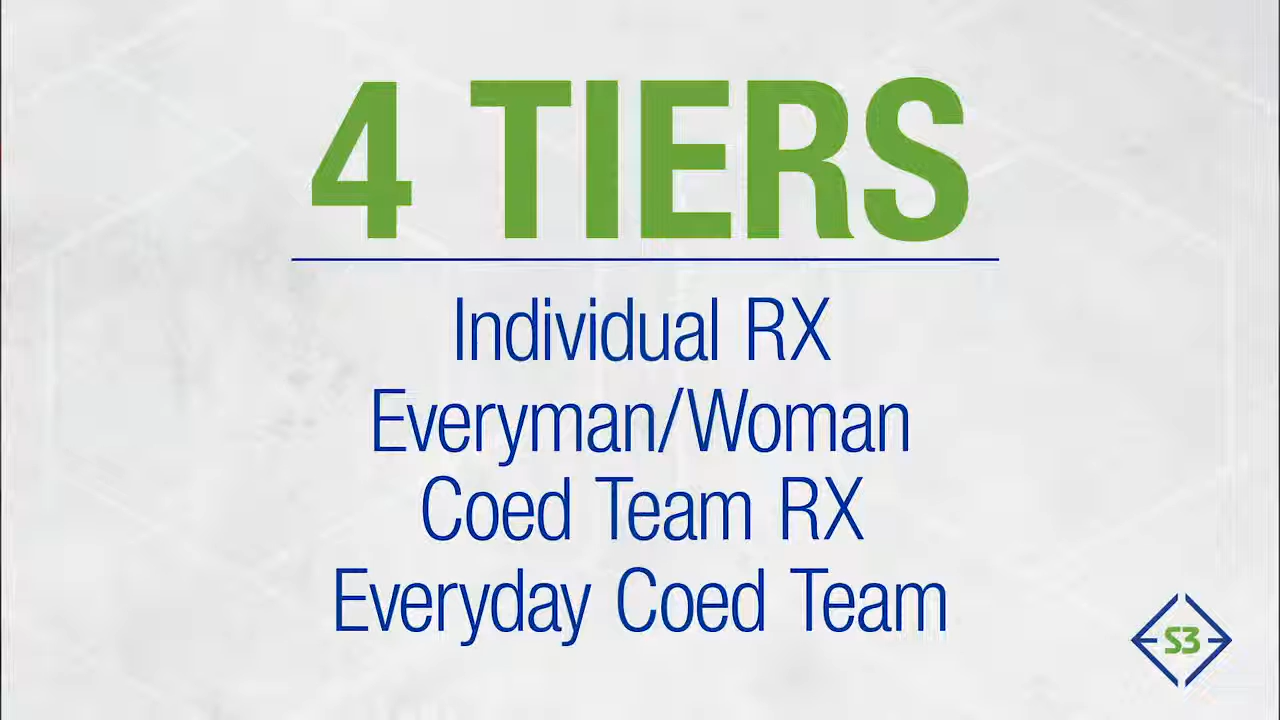 4 TIERS
Individual RX
Everyman/Woman
Coed Team RX
Everyday Coed Team
S3